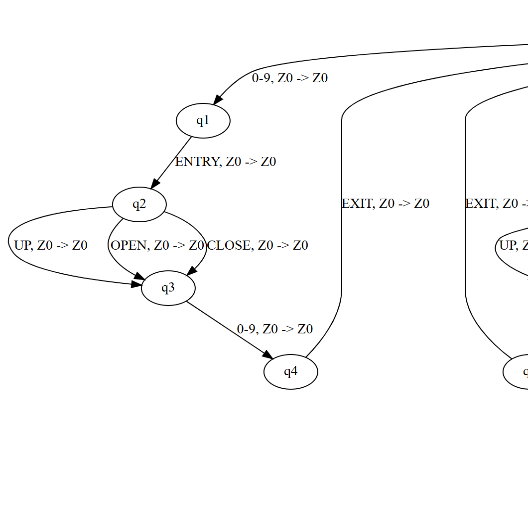 0-9, Z0 -> Z0
q1
ENTRY, Z0 -> Z0
q2
EXIT, Z0 -> Z0
EXIT, Z0 ->
UP, Z0 -> Z0
OPEN, Z0 -> Z0
CLOSE, Z0 -> Z0
UP,
q3
0-9, Z0 -> Z0
q4